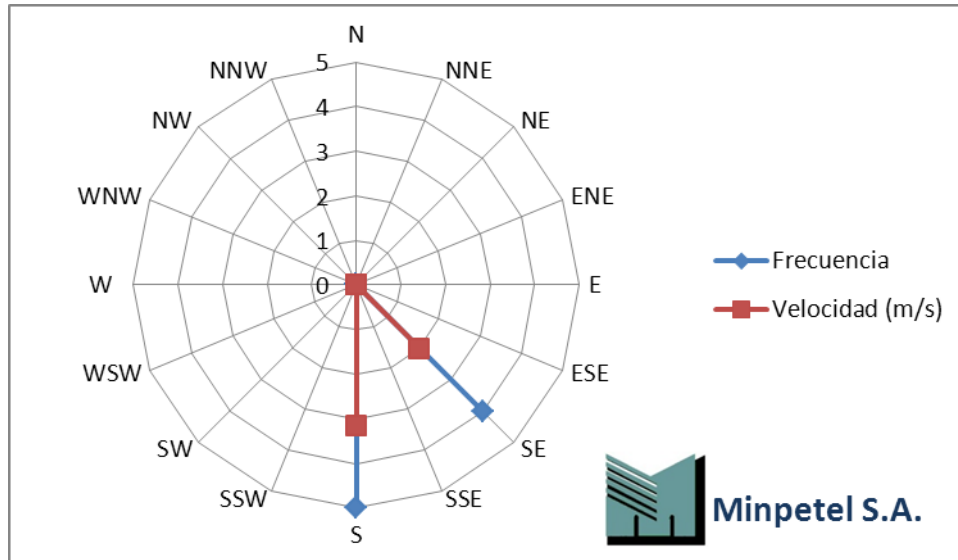 N
NNW 5 NNE
NW 4 NE
3
WNW 2 ENE
1
W 0 E
WSW ESE
SW SE
SSW SSE
S
Frecuencia
Velocidad (m/s)
Minpetel S.A.